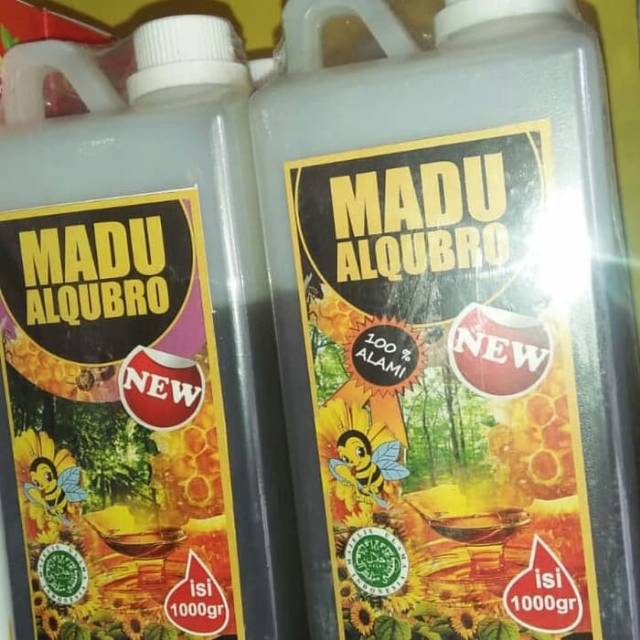 MADU
ALQUBRO
NEW
isi
1000gr
MADU
ALQUBRO
100 %
ALAMI
NEW
isi
1000gr